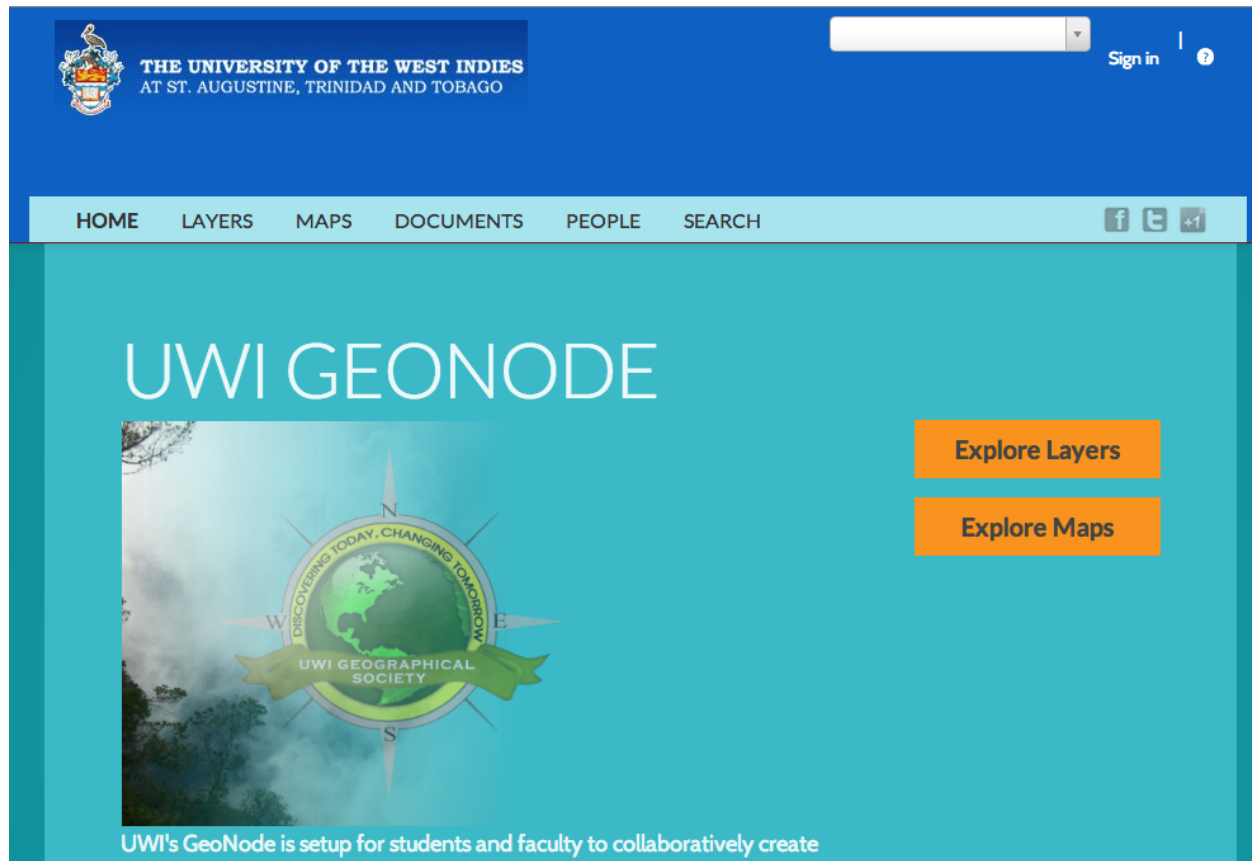 THE UNIVERSITY OF THE WEST INDIES
AT ST. AUGUSTINE, TRINIDAD AND TOBAGO
Sign in | ?
HOME LAYERS MAPS DOCUMENTS PEOPLE SEARCH f t +1
UWI GEONODE
Explore Layers
Explore Maps
N
DISCOVERING TODAY, CHANGING TOMORROW
W E
UWI GEOGRAPHICAL
SOCIETY
S
UWI's GeoNode is setup for students and faculty to collaboratively create